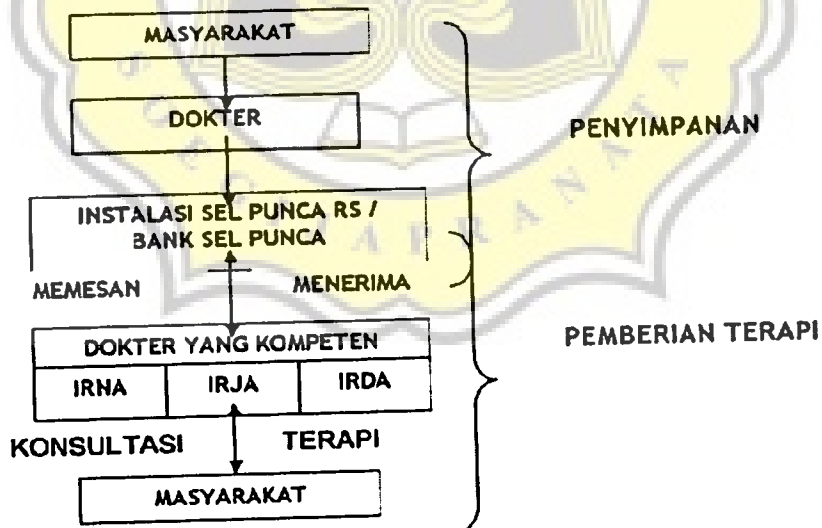 MASYARAKAT
DOKTER
PENYIMPANAN
INSTALASI SEL PUNCA RS /
BANK SEL PUNCA
MEMESAN
MENERIMA
DOKTER YANG KOMPETEN
IRNA
IRJA
IRDA
PEMBERIAN TERAPI
KONSULTASI
TERAPI
MASYARAKAT